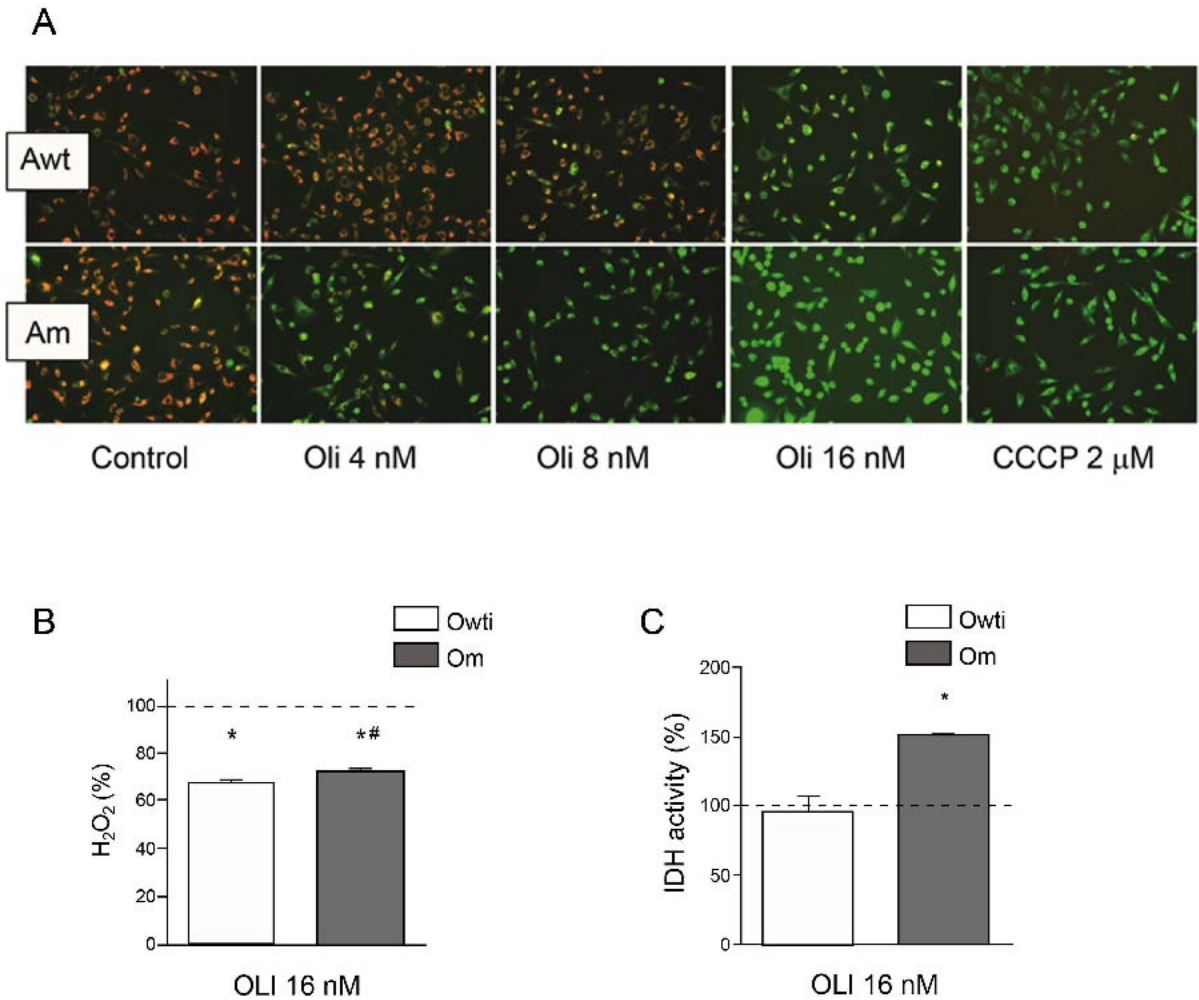 A
Awt
Am
Control Oli 4 nM Oli 8 nM Oli 16 nM CCCP 2 μM
B
Owti
Om
100
80
60
40
20
0
H₂O₂ (%)
* *#
OLI 16 nM
C
Owti
Om
200
150
100
50
0
IDH activity (%)
*
OLI 16 nM